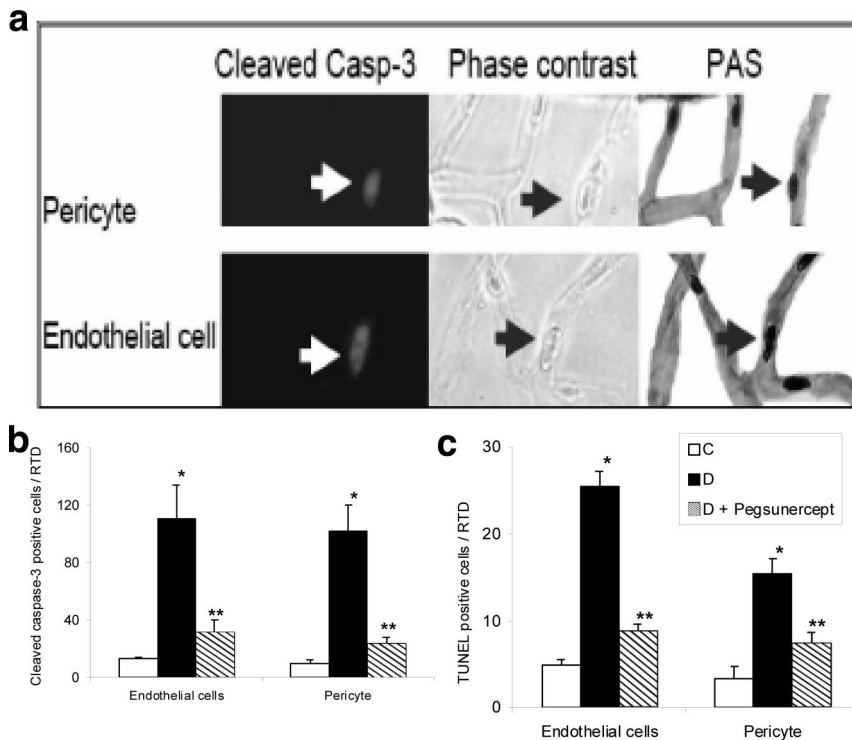 a
Cleaved Casp-3 Phase contrast PAS
Pericyte
Endothelial cell
b
Cleaved caspase-3 positive cells / RTD
160
120
80
40
0
*
**
*
**
Endothelial cells Pericyte
c
TUNEL positive cells / RTD
30
20
10
0
*
**
*
**
C
D
D + Pegsunercept
Endothelial cells Pericyte